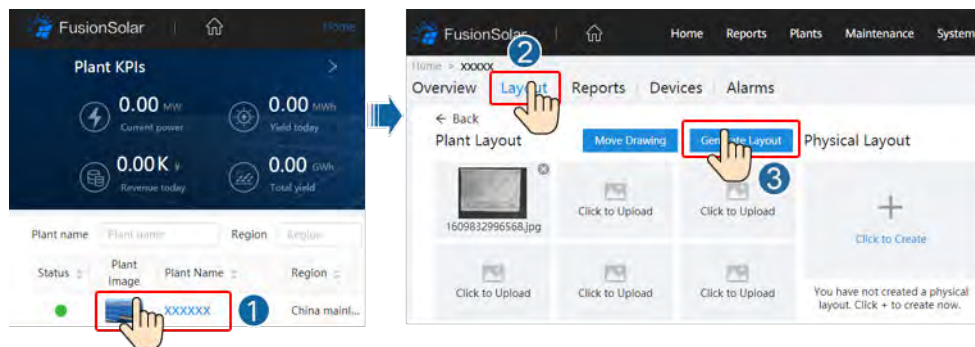 FusionSolar
Home
Plant KPIs
>
0.00 MW
Current power
0.00 MWh
Yield today
0.00K ¥
Revenue today
0.00 GWh
Total yield
Plant name
Plant name
Region
Region
Status
Plant Image
Plant Name
Region
XXXXXX
1
China mainl...
FusionSolar
Home Reports Plants Maintenance System
Home > XXXXX
2
Overview Layout Reports Devices Alarms
← Back
Plant Layout
Move Drawing
Generate Layout
Physical Layout
3
1609832996568.jpg
Click to Upload
Click to Upload
Click to Create
Click to Upload
Click to Upload
Click to Upload
You have not created a physical
layout. Click + to create now.